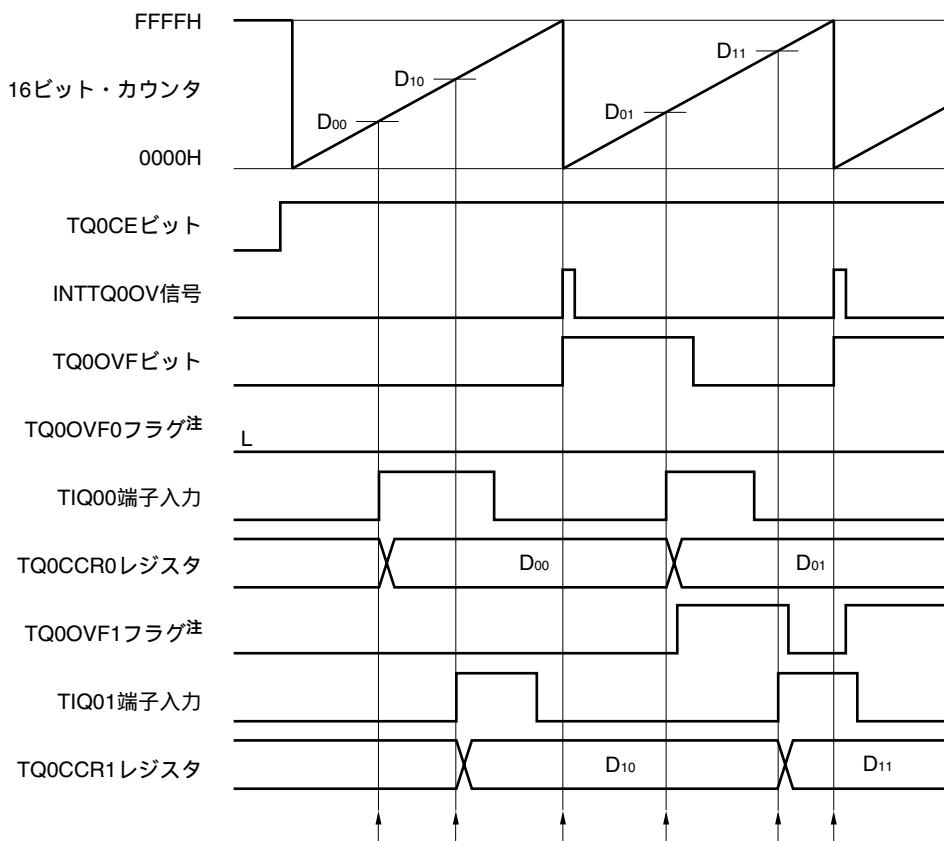 FFFFH
D11
D10
16ビット・カウンタ
D01
D00
0000H
TQ0CEビット
INTTQ0OV信号
TQ0OVFビット
TQ0OVF0フラグ注
L
TIQ00端子入力
TQ0CCR0レジスタ
D00
D01
TQ0OVF1フラグ注
TIQ01端子入力
TQ0CCR1レジスタ
D10
D11